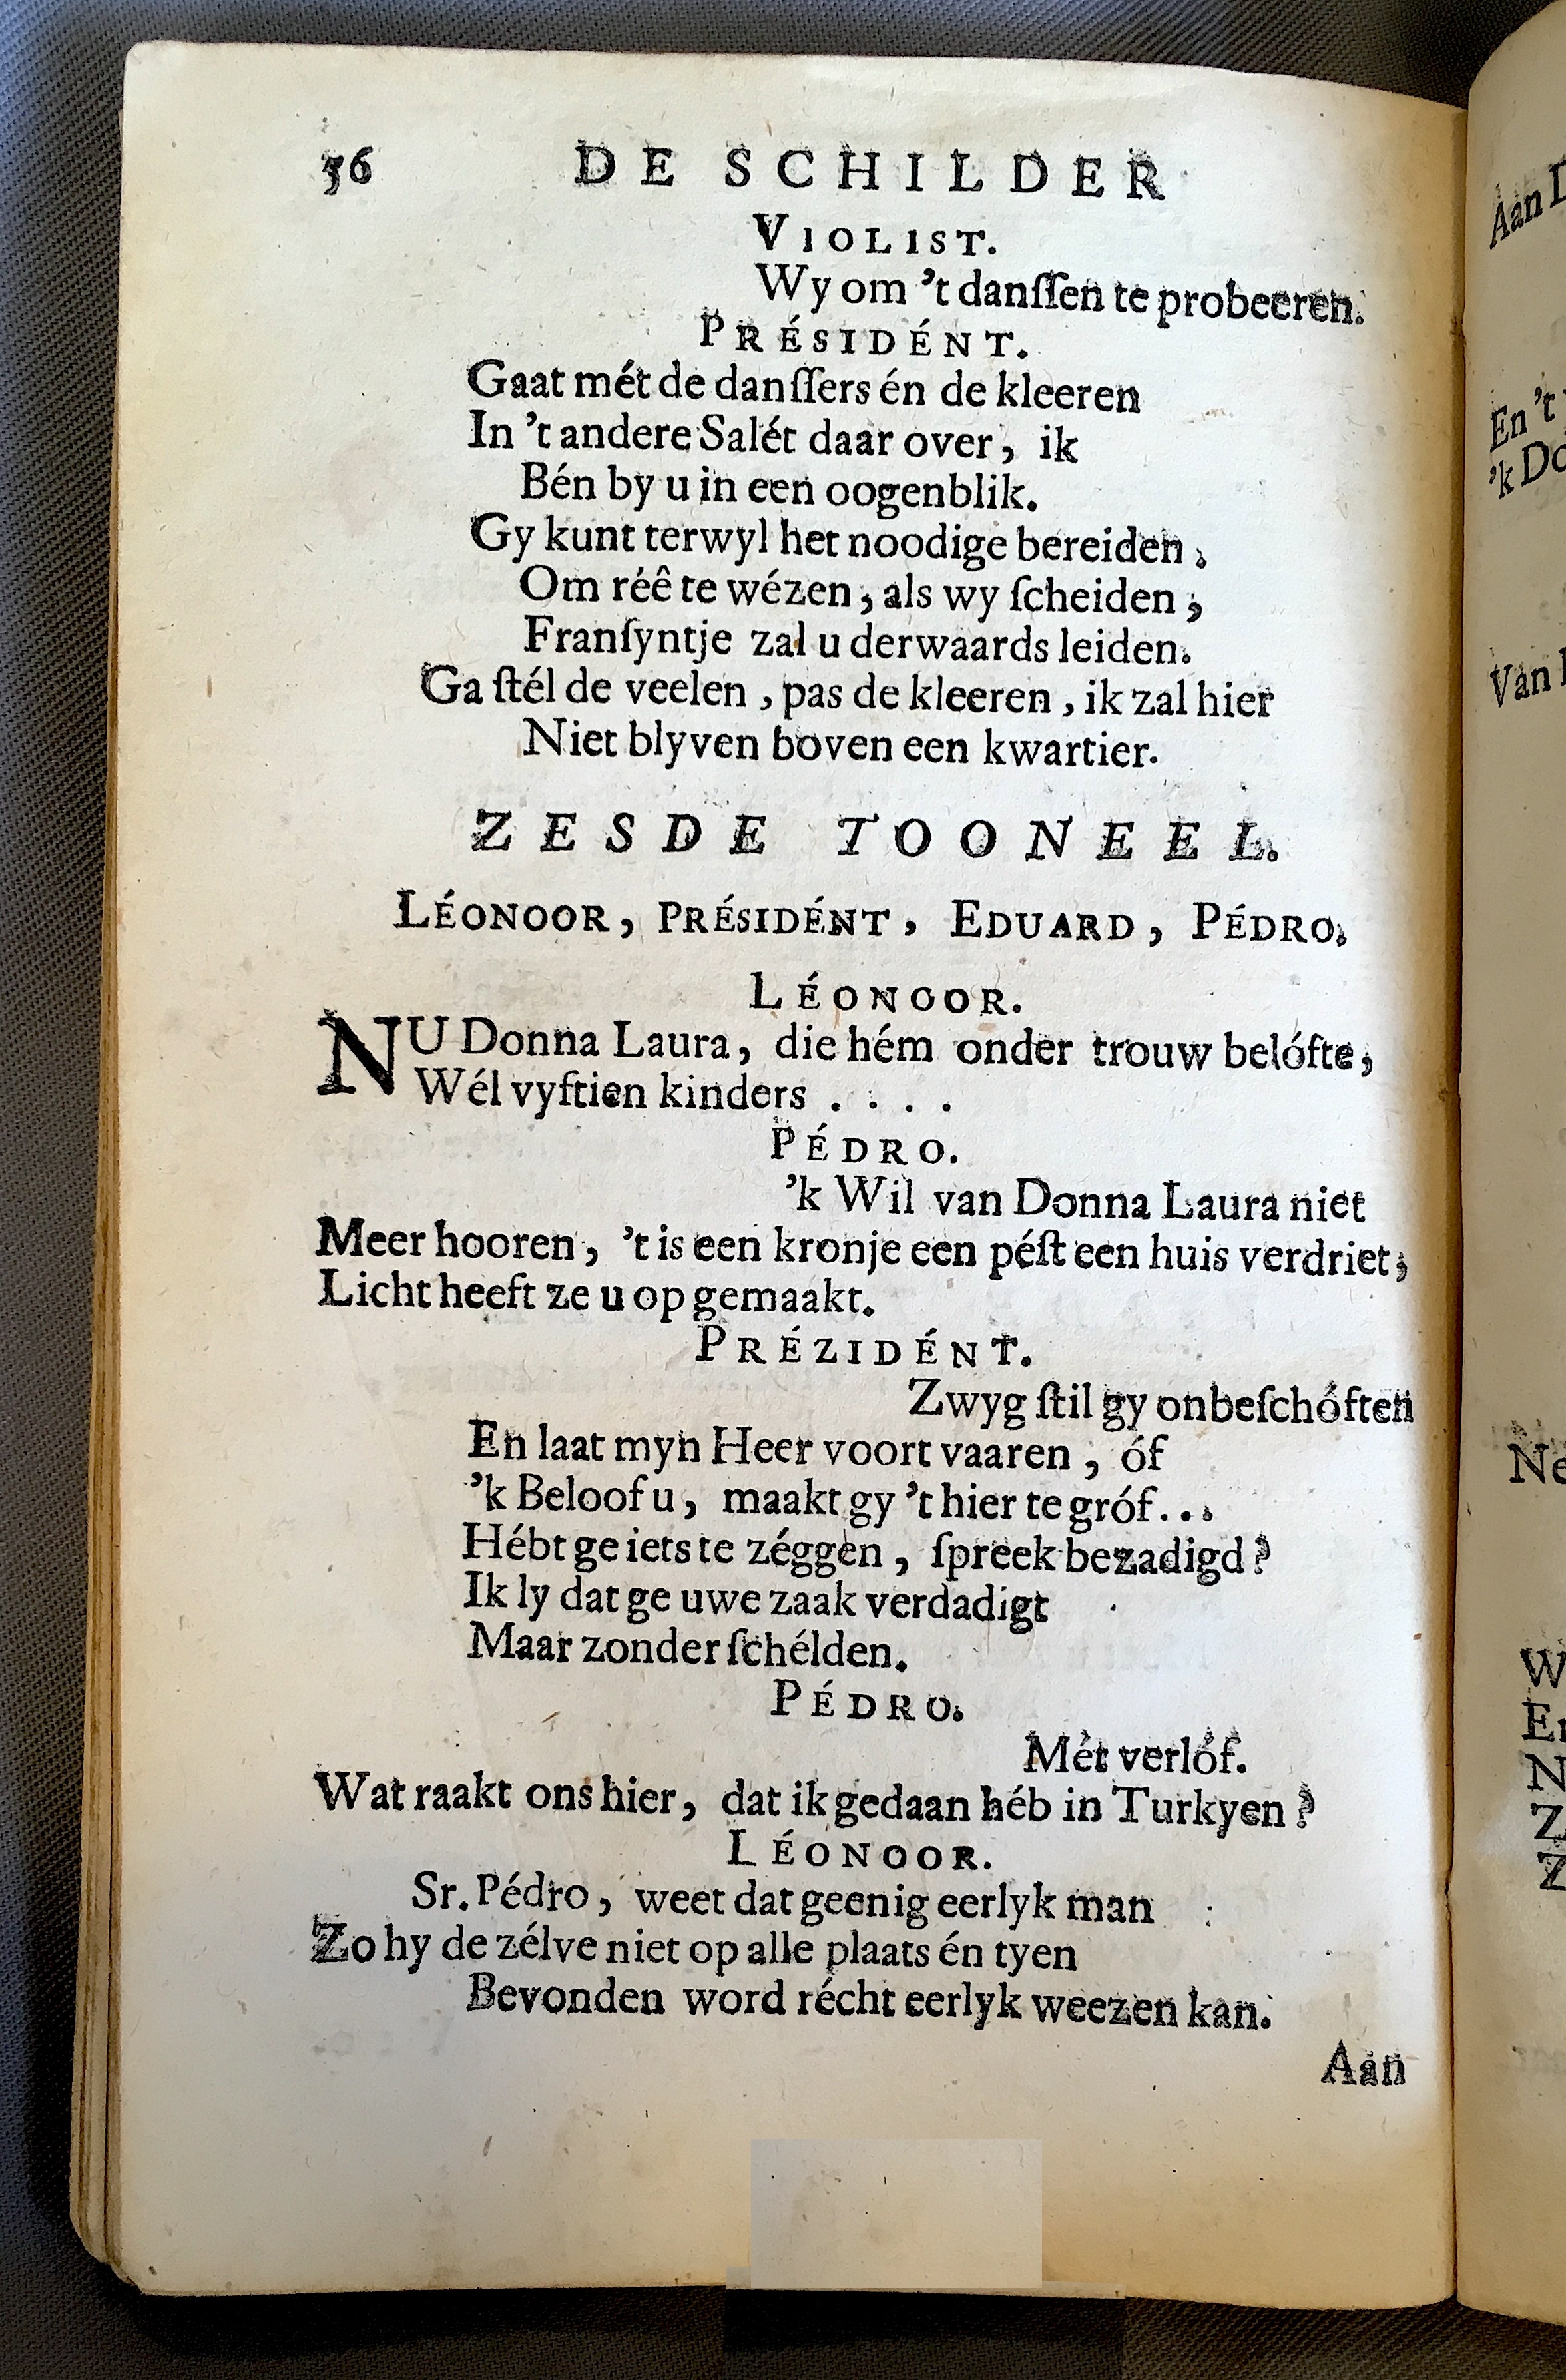 56 DE SCHILDER
VIOLIST.
Wy om 't danſſen te probeeren.
PRÉSIDÉNT.
Gaat mét de danſſers én de kleeren
In 't andere Salét daar over, ik
Bén by u in een oogenblik.
Gy kunt terwyl het noodige bereiden,
Om réê te wézen, als wy ſcheiden,
Franſyntje zal u derwaards leiden.
Ga ſtél de veelen, pas de kleeren, ik zal hier
Niet blyven boven een kwartier.
ZESDE TOONEEL.
LÉONOOR, PRÉSIDÉNT, EDUARD, PÉDRO.
LÉONOOR.
NU Donna Laura, die hém onder trouw belófte,
Wél vyftien kinders . . . .
PÉDRO.
'k Wil van Donna Laura niet
Meer hooren, 't is een kronje een péſt een huis verdriet,
Licht heeft ze u op gemaakt.
PRÉZIDÉNT.
Zwyg ſtil gy onbeſchóften
En laat myn Heer voort vaaren, óf
'k Beloof u, maakt gy 't hier te gróf...
Hébt ge iets te zéggen, ſpreek bezadigd?
Ik ly dat ge uwe zaak verdadigt
Maar zonder ſchélden.
PÉDRO.
Mét verlóf.
Wat raakt ons hier, dat ik gedaan héb in Turkyen?
LÉONOOR.
Sr. Pédro, weet dat geenig eerlyk man
Zo hy de zélve niet op alle plaats én tyen
Bevonden word récht eerlyk weezen kan.
Aan